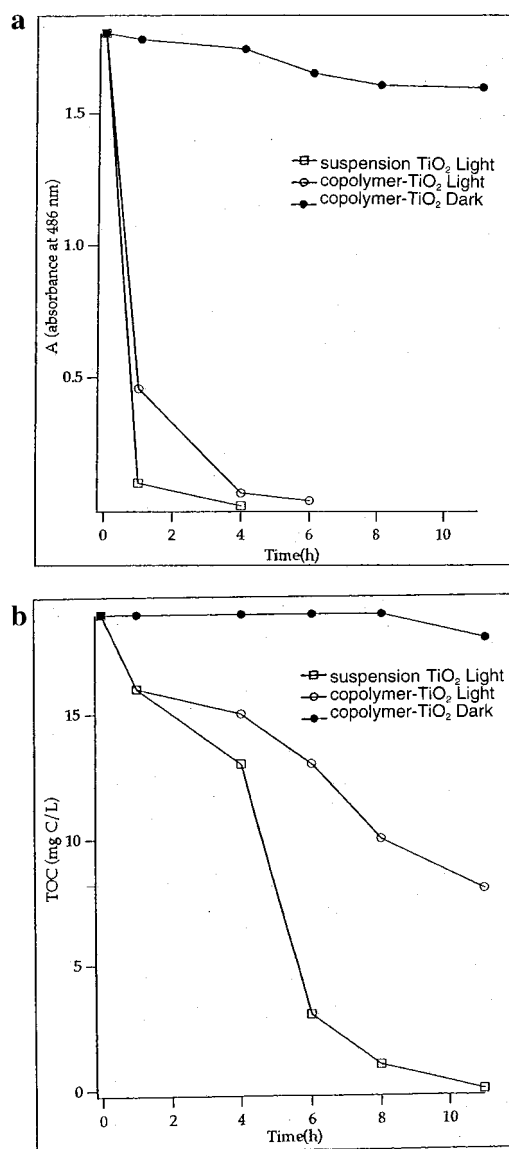 a
1.5
1.0
0.5
A (absorbance at 486 nm)
suspension TiO₂ Light
copolymer-TiO₂ Light
copolymer-TiO₂ Dark
0 2 4 6 8 10
Time(h)
b
15
10
5
0
TOC (mg C/L)
suspension TiO₂ Light
copolymer-TiO₂ Light
copolymer-TiO₂ Dark
0 2 4 6 8 10
Time(h)